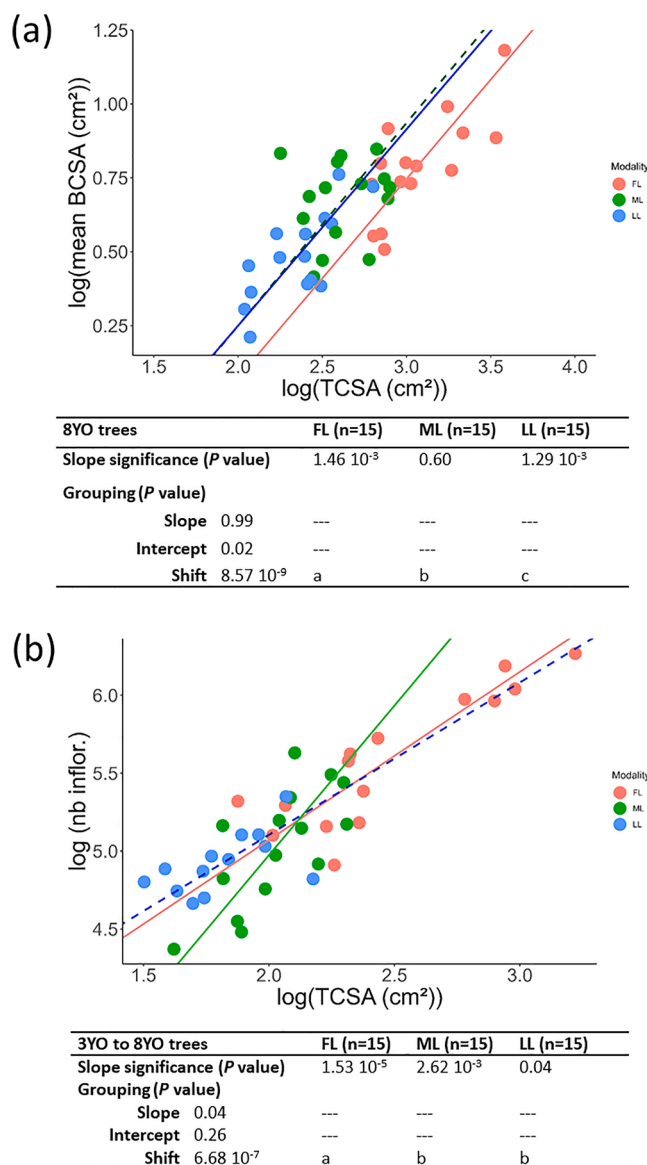 (a)
log(mean BCSA (cm²))
1.25
1.00
0.75
0.50
0.25
1.5 2.0 2.5 3.0 3.5 4.0
log(TCSA (cm²))
Modality
FL
ML
LL
8YO trees FL (n=15) ML (n=15) LL (n=15)
Slope significance (P value) 1.46 10⁻³ 0.60 1.29 10⁻³
Grouping (P value)
Slope 0.99 --- --- ---
Intercept 0.02 --- --- ---
Shift 8.57 10⁻⁹ a b c
(b)
log (nb inflor.)
6.0
5.5
5.0
4.5
1.5 2.0 2.5 3.0
log(TCSA (cm²))
Modality
FL
ML
LL
3YO to 8YO trees FL (n=15) ML (n=15) LL (n=15)
Slope significance (P value) 1.53 10⁻⁵ 2.62 10⁻³ 0.04
Grouping (P value)
Slope 0.04 --- --- ---
Intercept 0.26 --- --- ---
Shift 6.68 10⁻⁷ a b b